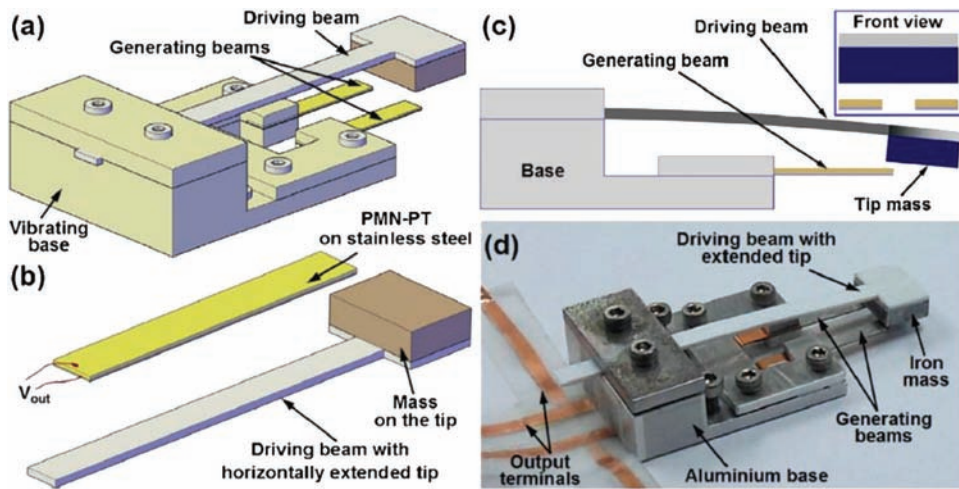 (a)
Driving beam
Generating beams
Vibrating
base
(b)
PMN-PT
on stainless steel
Vout
Mass
on the tip
Driving beam with
horizontally extended tip
(c)
Front view
Driving beam
Generating beam
Base
Tip mass
(d)
Driving beam with
extended tip
Iron
mass
Generating
beams
Output
terminals
Aluminium base